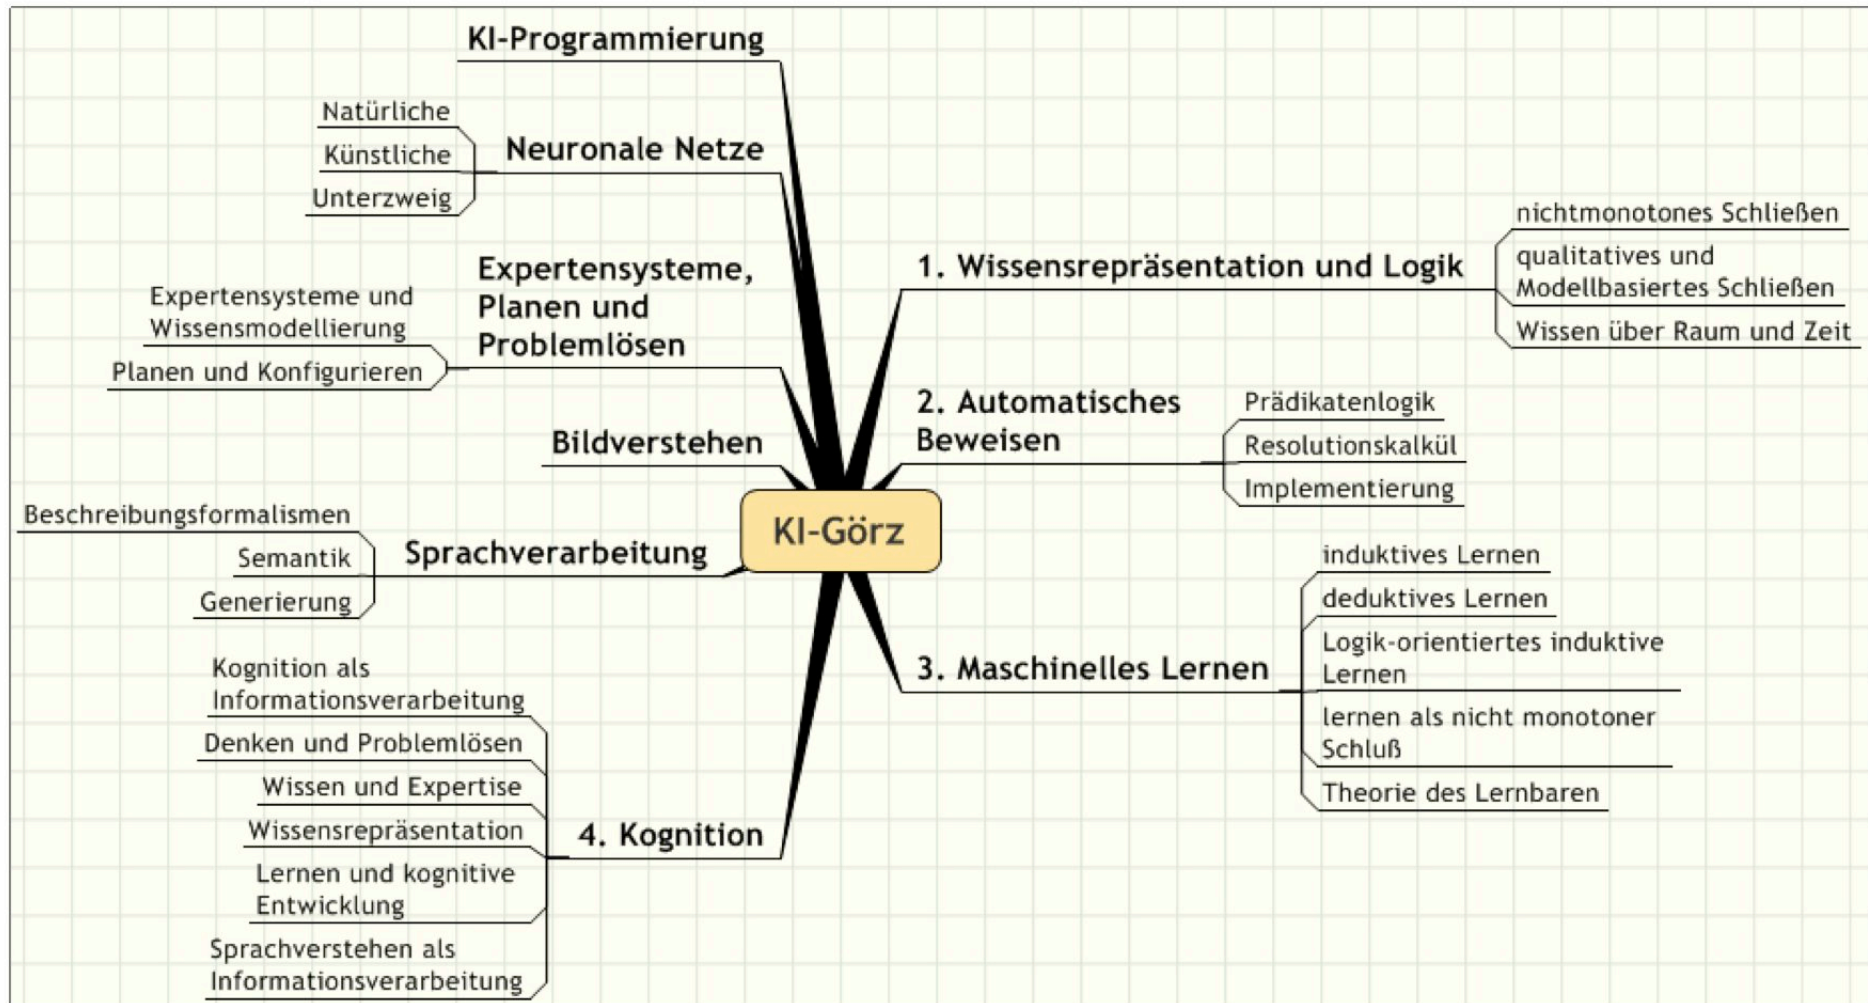 KI-Programmierung
Natürliche
Künstliche
Unterzweig
Neuronale Netze
Expertensysteme,
Planen und
Problemlösen
Expertensysteme und
Wissensmodellierung
Planen und Konfigurieren
Bildverstehen
Sprachverarbeitung
Beschreibungsformalismen
Semantik
Generierung
4. Kognition
Kognition als
Informationsverarbeitung
Denken und Problemlösen
Wissen und Expertise
Wissensrepräsentation
Lernen und kognitive
Entwicklung
Sprachverstehen als
Informationsverarbeitung
KI-Görz
1. Wissensrepräsentation und Logik
nichtmonotones Schließen
qualitatives und
Modellbasiertes Schließen
Wissen über Raum und Zeit
2. Automatisches
Beweisen
Prädikatenlogik
Resolutionskalkül
Implementierung
3. Maschinelles Lernen
induktives Lernen
deduktives Lernen
Logik-orientiertes induktive
Lernen
lernen als nicht monotoner
Schluß
Theorie des Lernbaren